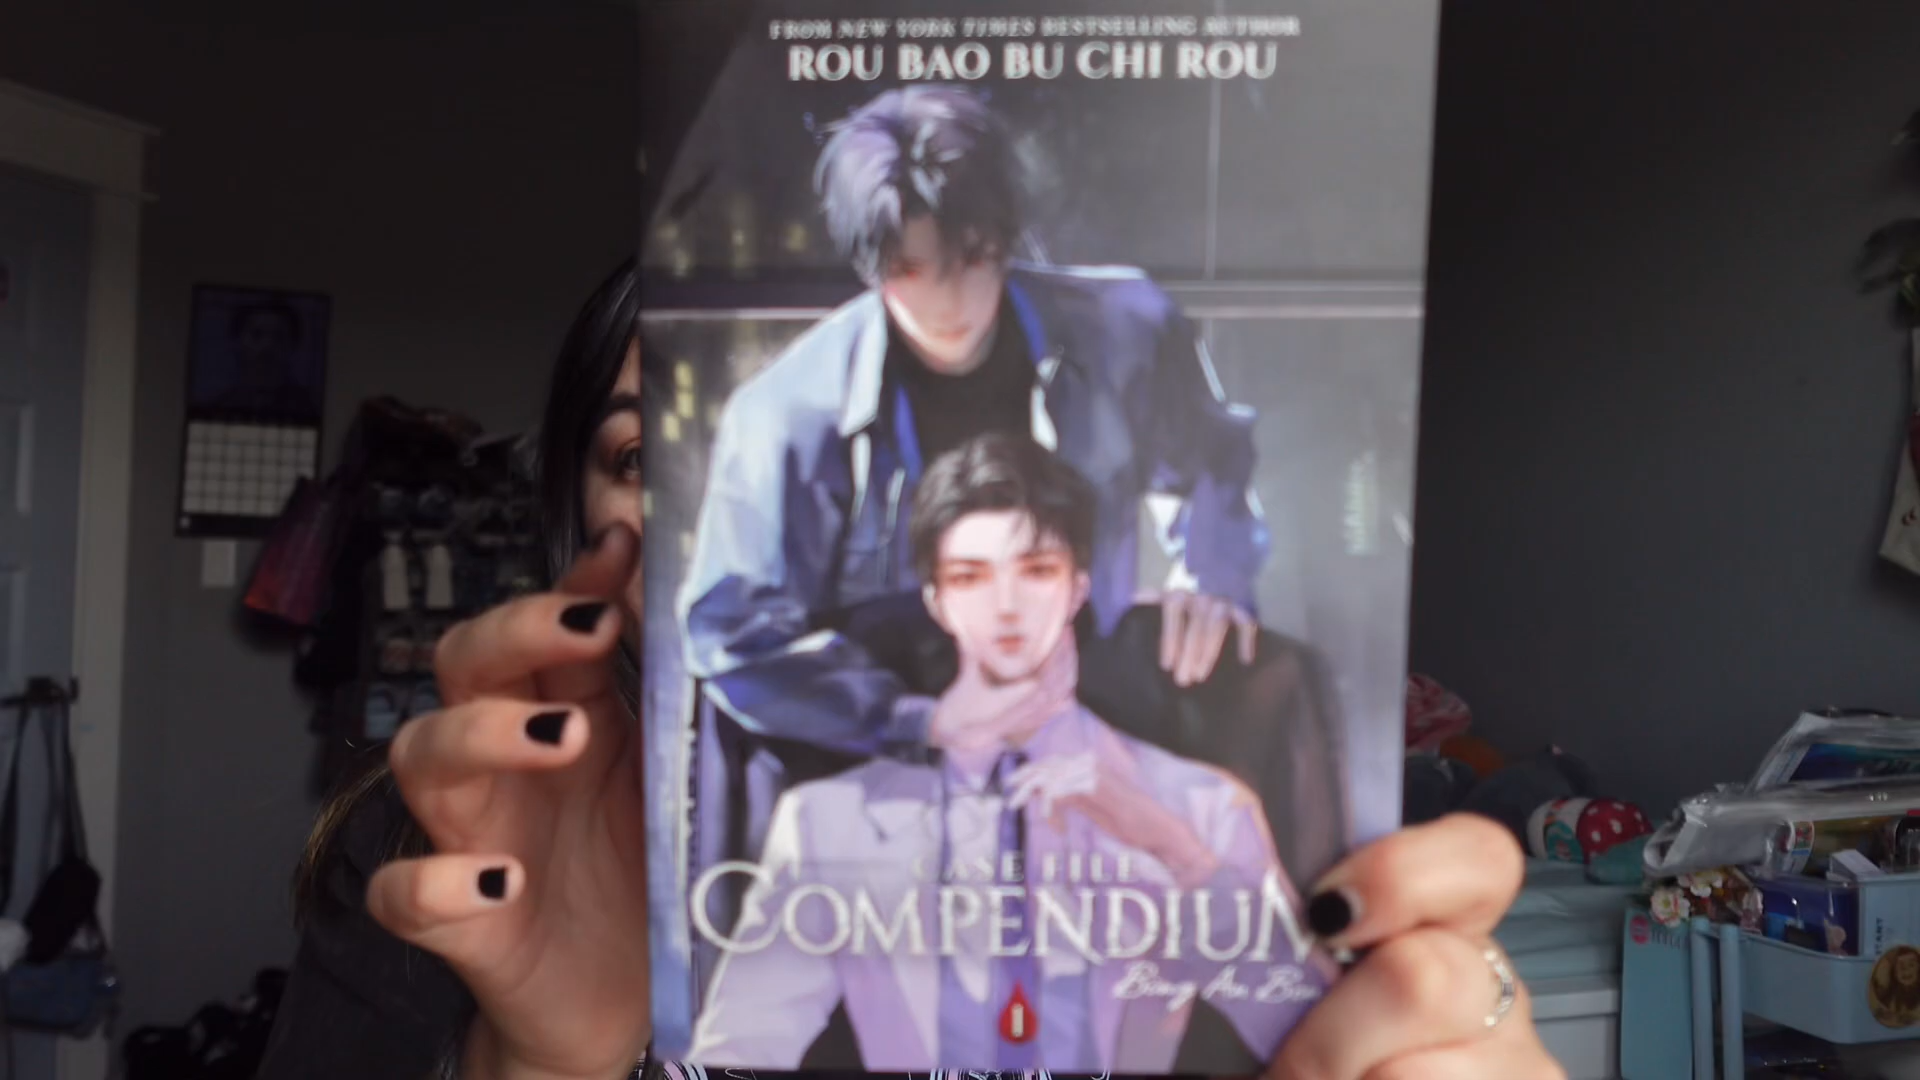 FROM NEW YORK TIMES BESTSELLING AUTHOR
ROU BAO BU CHI ROU
CASE FILE
COMPENDIUM
Bing An Ben
1